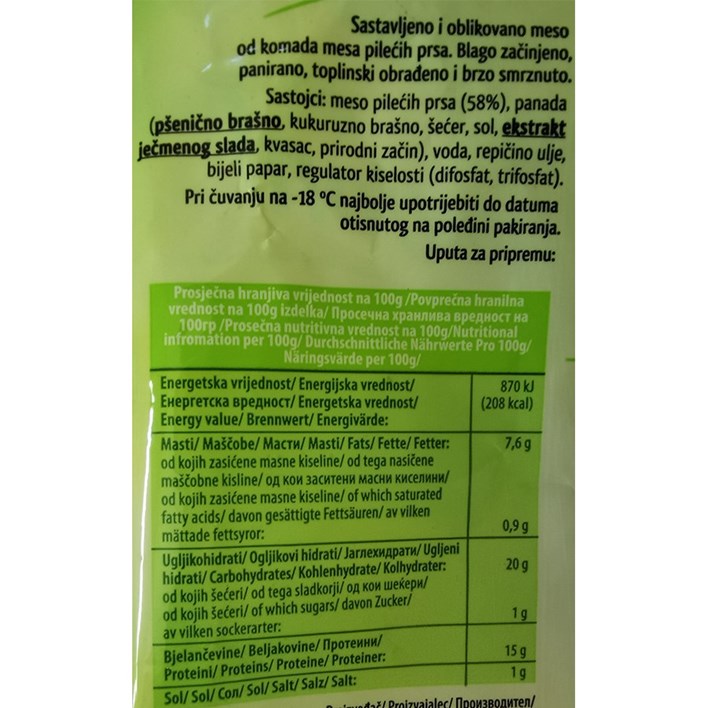 Sastavljeno i oblikovano meso
od komada mesa pilećih prsa. Blago začinjeno,
panirano, toplinski obrađeno i brzo smrznuto.
Sastojci: meso pilećih prsa (58%), panada
(pšenično brašno, kukuruzno brašno, šećer, sol, ekstrakt
ječmenog slada, kvasac, prirodni začin), voda, repičino ulje,
bijeli papar, regulator kiselosti (difosfat, trifosfat).
Pri čuvanju na -18 ºC najbolje upotrijebiti do datuma
otisnutog na poleđini pakiranja.
Uputa za pripremu:
Prosječna hranjiva vrijednost na 100g /Povprečna hranilna
vrednost na 100g izdelka/ Просечна хранлива вредност на
100гр /Prosečna nutritivna vrednost na 100g/Nutritional
infromation per 100g/ Durchschnittliche Nährwerte Pro 100g/
Näringsvärde per 100g/
Energetska vrijednost/ Energijska vrednost/ 870 kJ
Енергетска вредност/ Energetska vrednost/ (208 kcal)
Energy value/ Brennwert/ Energivärde:
Masti/ Maščobe/ Масти/ Masti/ Fats/ Fette/ Fetter: 7,6 g
od kojih zasićene masne kiseline/ od tega nasičene
maščobne kisline/ од кои заситени масни киселини/
od kojih zasićene masne kiseline/ of which saturated
fatty acids/ davon gesättigte Fettsäuren/ av vilken
mättade fettsyror: 0,9 g
Ugljikohidrati/ Ogljikovi hidrati/ Јаглехидрати/ Ugljeni
hidrati/ Carbohydrates/ Kohlenhydrate/ Kolhydrater: 20 g
od kojih šećeri/ od tega sladkorji/ од кои шеќери/
od kojih šećeri/ of which sugars/ davon Zucker/
av vilken sockerarter: 1 g
Bjelančevine/ Beljakovine/ Протеини/
Proteini/ Proteins/ Proteine/ Proteiner: 15 g
Sol/ Sol/ Сол/ Sol/ Salt/ Salz/ Salt: 1 g
Proizvajalec/ Производител/